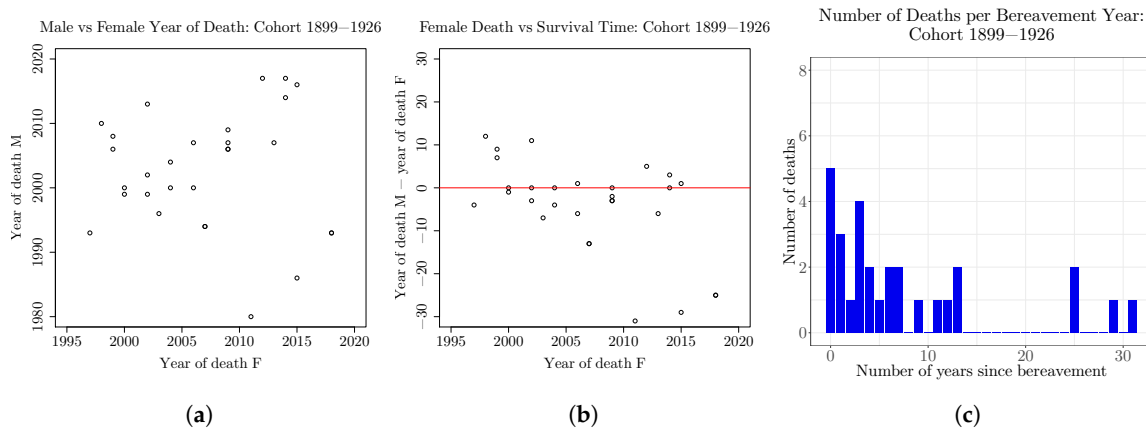 Male vs Female Year of Death: Cohort 1899−1926
Year of death M
2020
2010
2000
1990
1980
1995 2000 2005 2010 2015 2020
Year of death F
(a)
Female Death vs Survival Time: Cohort 1899−1926
Year of death M − year of death F
30
20
10
0
−10
−20
−30
1995 2000 2005 2010 2015 2020
Year of death F
(b)
Number of Deaths per Bereavement Year:
Cohort 1899−1926
Number of deaths
8
6
4
2
0
0 10 20 30
Number of years since bereavement
(c)